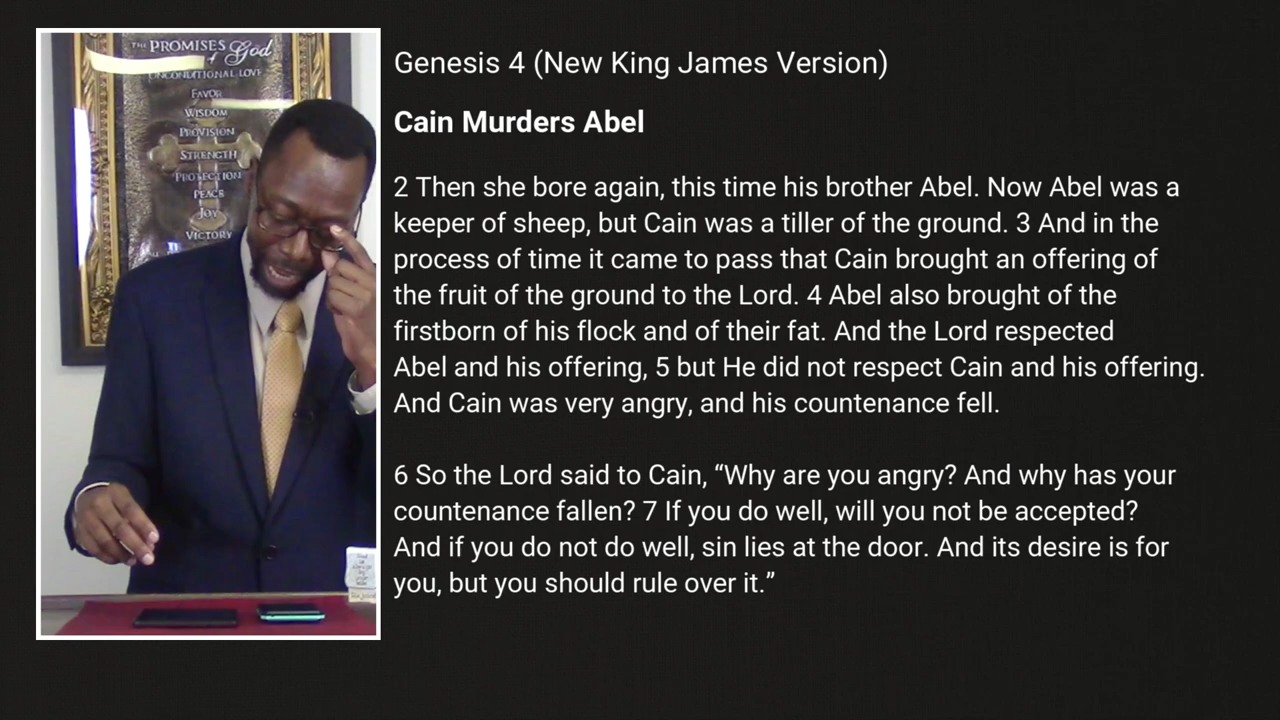 THE PROMISES
of God
UNCONDITIONAL LOVE
FAVOR
WISDOM
PROVISION
STRENGTH
PROTECTION
PEACE
JOY
VICTORY
Genesis 4 (New King James Version)
Cain Murders Abel
2 Then she bore again, this time his brother Abel. Now Abel was a
keeper of sheep, but Cain was a tiller of the ground. 3 And in the
process of time it came to pass that Cain brought an offering of
the fruit of the ground to the Lord. 4 Abel also brought of the
firstborn of his flock and of their fat. And the Lord respected
Abel and his offering, 5 but He did not respect Cain and his offering.
And Cain was very angry, and his countenance fell.
6 So the Lord said to Cain, “Why are you angry? And why has your
countenance fallen? 7 If you do well, will you not be accepted?
And if you do not do well, sin lies at the door. And its desire is for
you, but you should rule over it.”